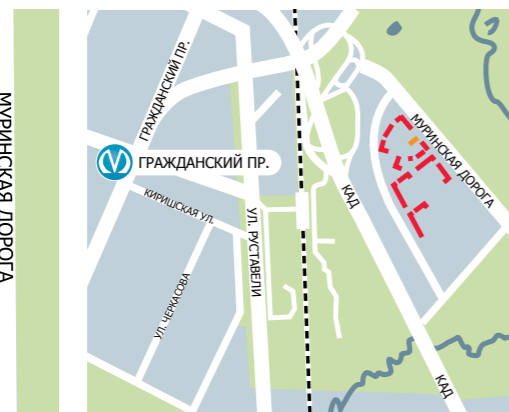 МУРИНСКАЯ ДОРОГА
ГРАЖДАНСКИЙ ПР.
МУРИНСКАЯ ДОРОГА
ГРАЖДАНСКИЙ ПР.
КИРИШСКАЯ УЛ.
КАД
УЛ. РУСТАВЕЛИ
УЛ. ЧЕРКАСОВА
КАД